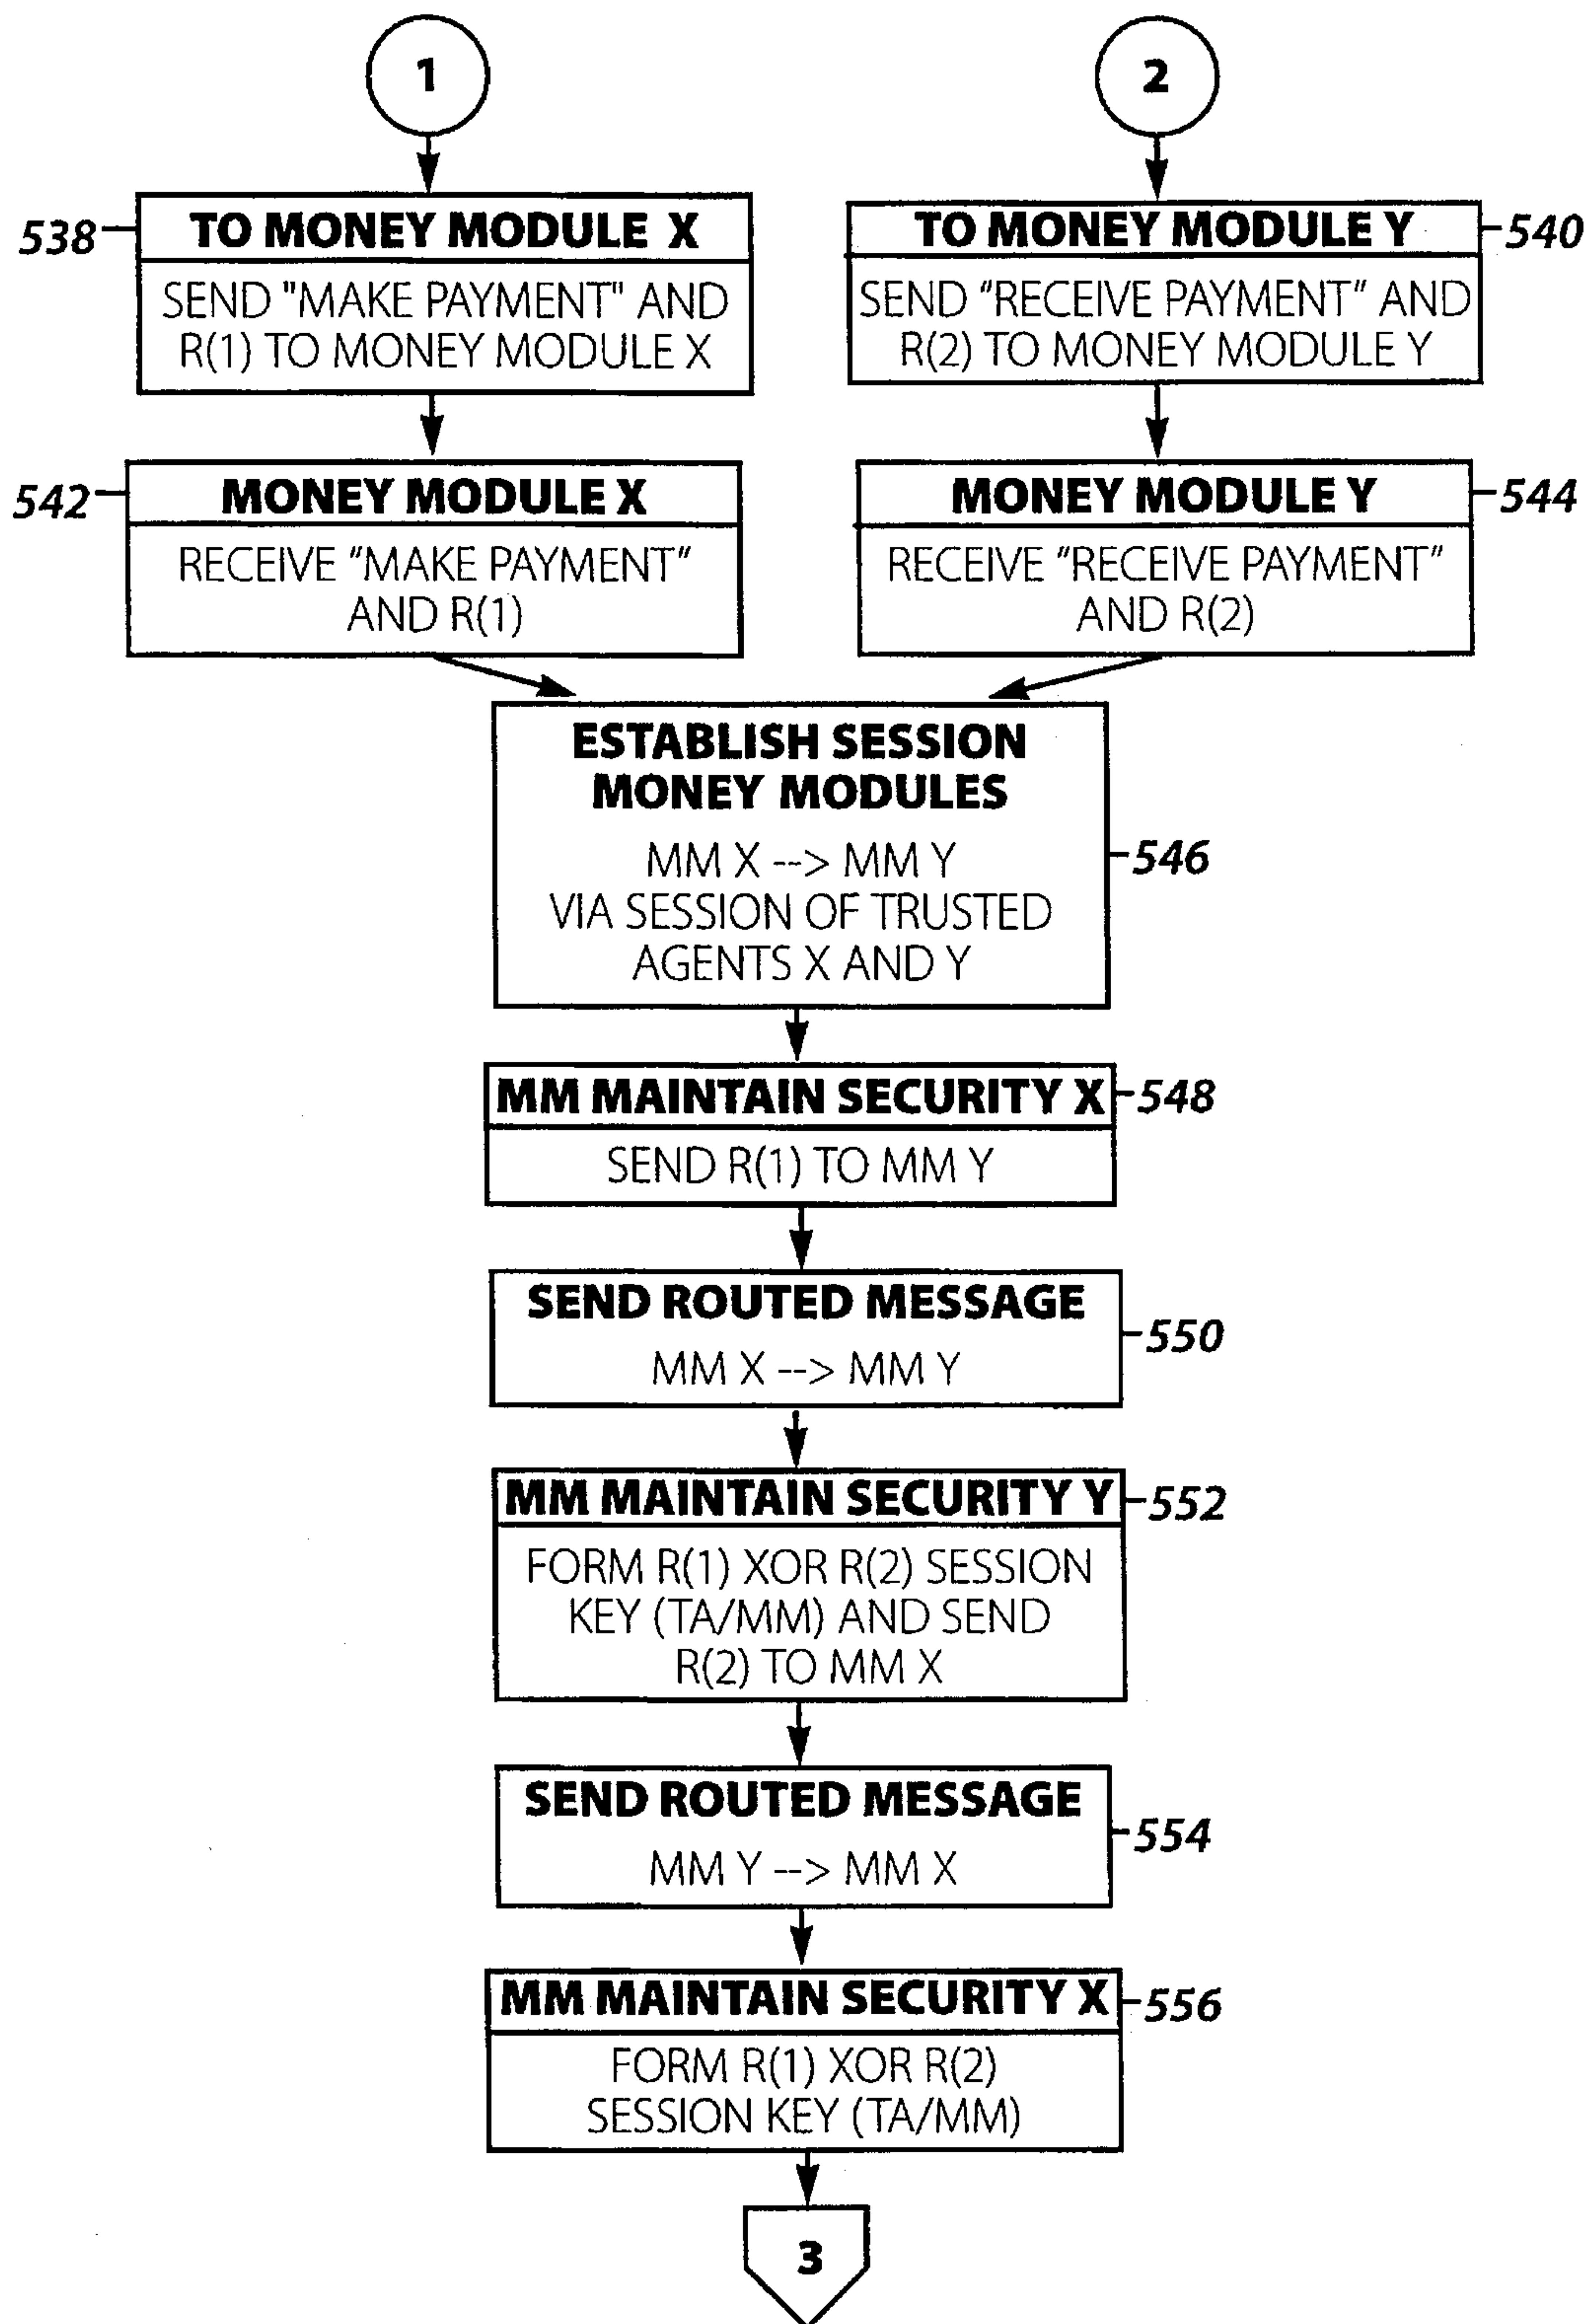 1
2
538
TO MONEY MODULE X
SEND "MAKE PAYMENT" AND
R(1) TO MONEY MODULE X
TO MONEY MODULE Y
540
SEND "RECEIVE PAYMENT" AND
R(2) TO MONEY MODULE Y
542
MONEY MODULE X
RECEIVE "MAKE PAYMENT"
AND R(1)
MONEY MODULE Y
544
RECEIVE "RECEIVE PAYMENT"
AND R(2)
ESTABLISH SESSION
MONEY MODULES
MM X --> MM Y
VIA SESSION OF TRUSTED
AGENTS X AND Y
546
MM MAINTAIN SECURITY X
548
SEND R(1) TO MM Y
SEND ROUTED MESSAGE
MM X --> MM Y
550
MM MAINTAIN SECURITY Y
552
FORM R(1) XOR R(2) SESSION
KEY (TA/MM) AND SEND
R(2) TO MM X
SEND ROUTED MESSAGE
MM Y --> MM X
554
MM MAINTAIN SECURITY X
556
FORM R(1) XOR R(2)
SESSION KEY (TA/MM)
3